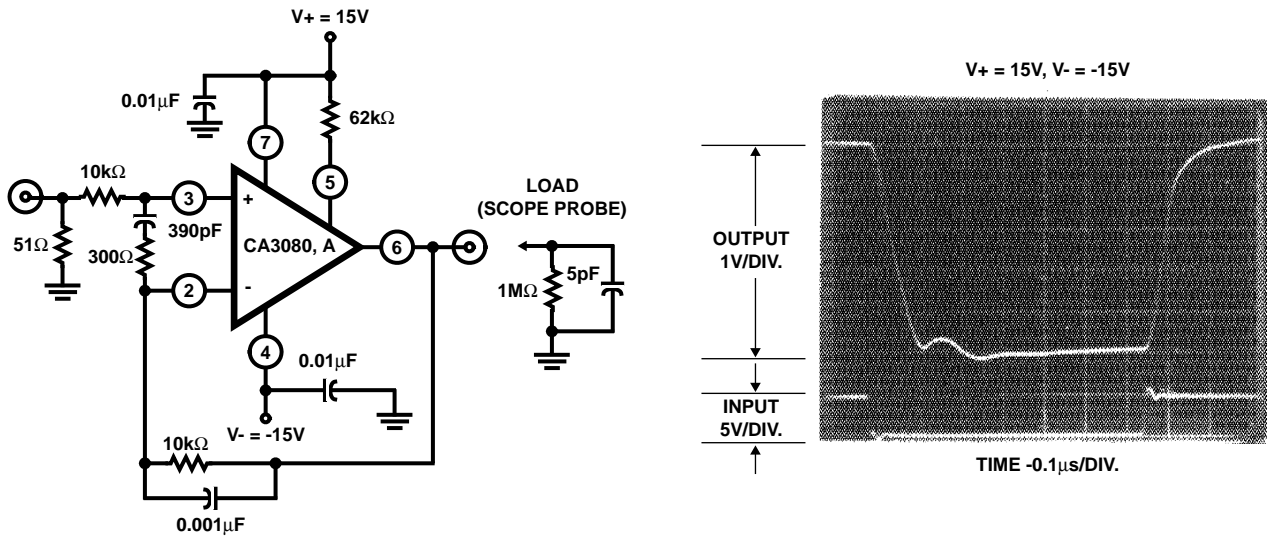 V+ = 15V
0.01µF
62kΩ
7
5
10kΩ
3
+
51Ω
390pF
300Ω
CA3080, A
6
2
-
4
0.01µF
V- = -15V
10kΩ
0.001µF
LOAD
(SCOPE PROBE)
1MΩ
5pF
V+ = 15V, V- = -15V
OUTPUT
1V/DIV.
INPUT
5V/DIV.
TIME -0.1µs/DIV.